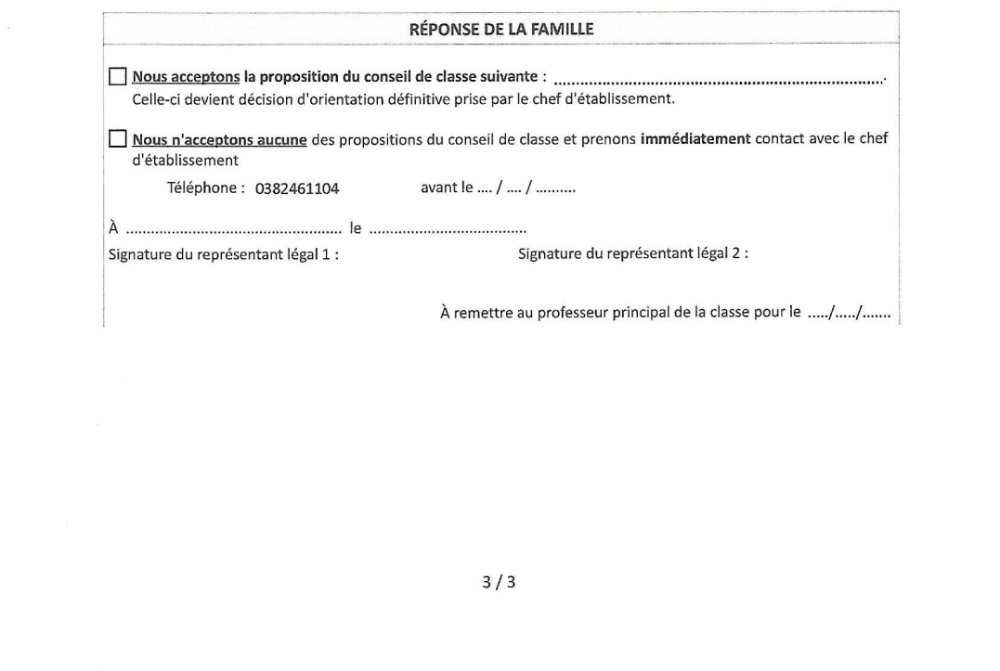 RÉPONSE DE LA FAMILLE
Nous acceptons la proposition du conseil de classe suivante : ..............................................................................
Celle-ci devient décision d'orientation définitive prise par le chef d'établissement.
Nous n'acceptons aucune des propositions du conseil de classe et prenons immédiatement contact avec le chef
d'établissement
Téléphone : 0382461104 avant le .... / .... / ..........
À .................................................... le ......................................
Signature du représentant légal 1 : Signature du représentant légal 2 :
À remettre au professeur principal de la classe pour le ...../...../.......
3 / 3